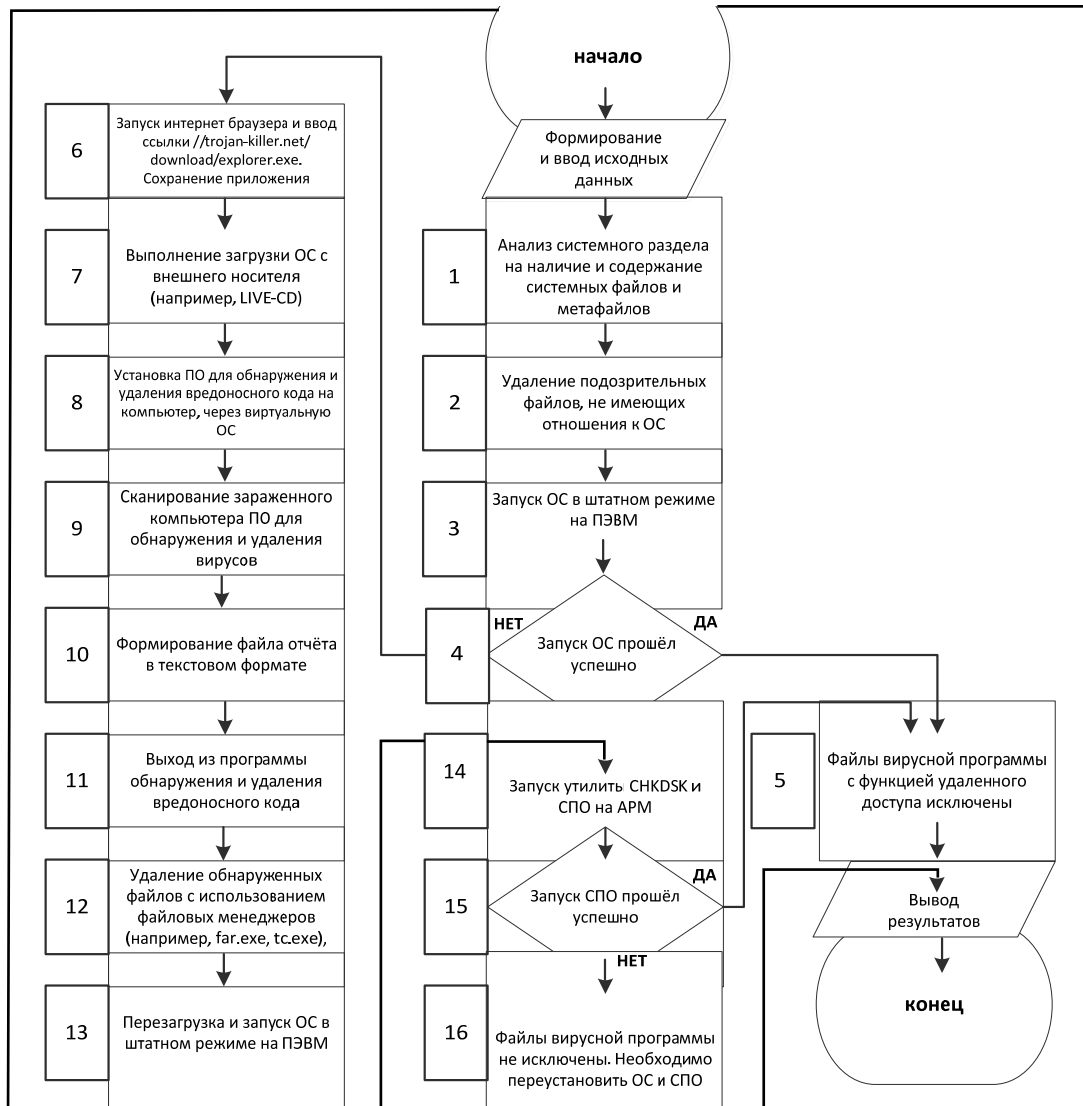 начало
Формирование
и ввод исходных
данных
1
Анализ системного раздела
на наличие и содержание
системных файлов и
метафайлов
2
Удаление подозрительных
файлов, не имеющих
отношения к ОС
3
Запуск ОС в штатном режиме
на ПЭВМ
4
НЕТ
ДА
Запуск ОС прошёл
успешно
5
Файлы вирусной программы
с функцией удаленного
доступа исключены
6
Запуск интернет браузера и ввод
ссылки //trojan-killer.net/
download/explorer.exe.
Сохранение приложения
7
Выполнение загрузки ОС с
внешнего носителя
(например, LIVE-CD)
8
Установка ПО для обнаружения и
удаления вредоносного кода на
компьютер, через виртуальную
ОС
9
Сканирование зараженного
компьютера ПО для
обнаружения и удаления
вирусов
10
Формирование файла отчёта
в текстовом формате
11
Выход из программы
обнаружения и удаления
вредоносного кода
12
Удаление обнаруженных
файлов с использованием
файловых менеджеров
(например, far.exe, tc.exe),
13
Перезагрузка и запуск ОС в
штатном режиме на ПЭВМ
14
Запуск утилиты CHKDSK и
СПО на АРМ
15
ДА
Запуск СПО прошёл
успешно
НЕТ
16
Файлы вирусной программы
не исключены. Необходимо
переустановить ОС и СПО
Вывод
результатов
конец